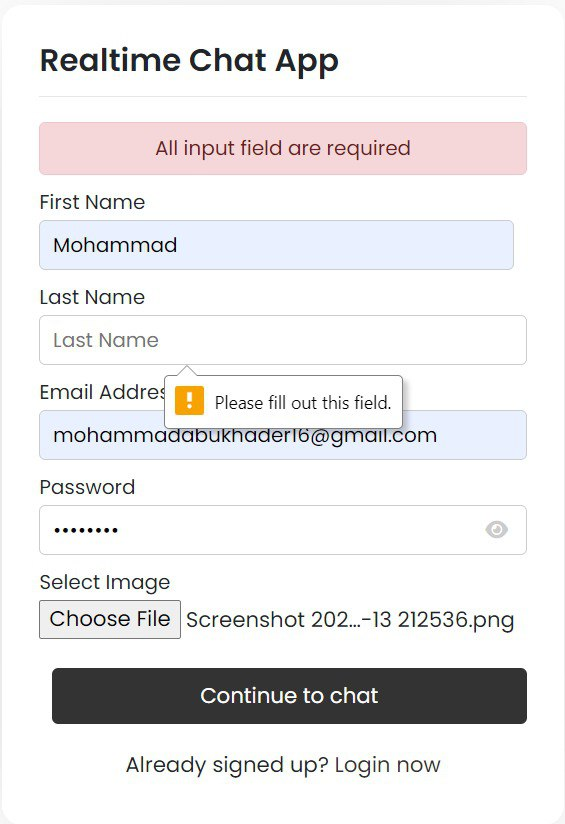 Realtime Chat App
All input field are required
First Name
Mohammad
Last Name
Last Name
Email Addres
Please fill out this field.
mohammadabukhader16@gmail.com
Password
••••••••
Select Image
Choose File Screenshot 202...-13 212536.png
Continue to chat
Already signed up? Login now